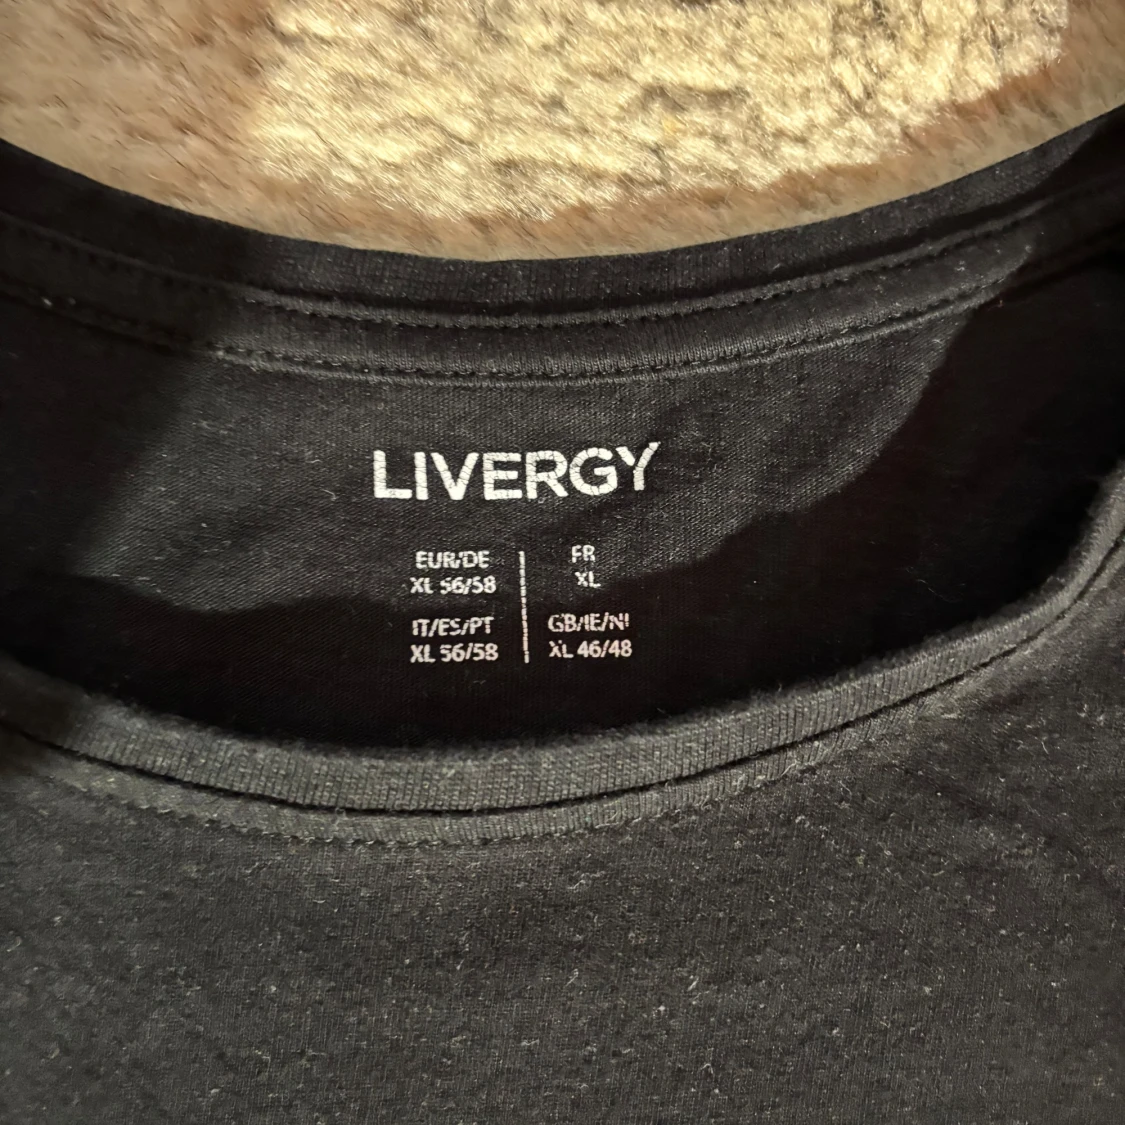 LIVERGY
EUR/DE
XL 56/58
FR
XL
IT/ES/PT
XL 56/58
GB/IE/NI
XL 46/48